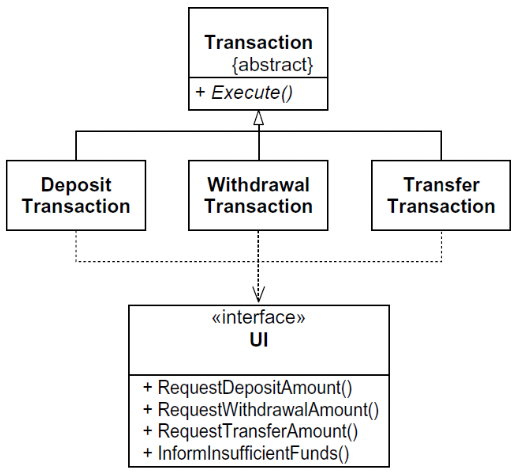 Transaction
{abstract}
+ Execute()
Deposit
Transaction
Withdrawal
Transaction
Transfer
Transaction
«interface»
UI
+ RequestDepositAmount()
+ RequestWithdrawalAmount()
+ RequestTransferAmount()
+ InformInsufficientFunds()